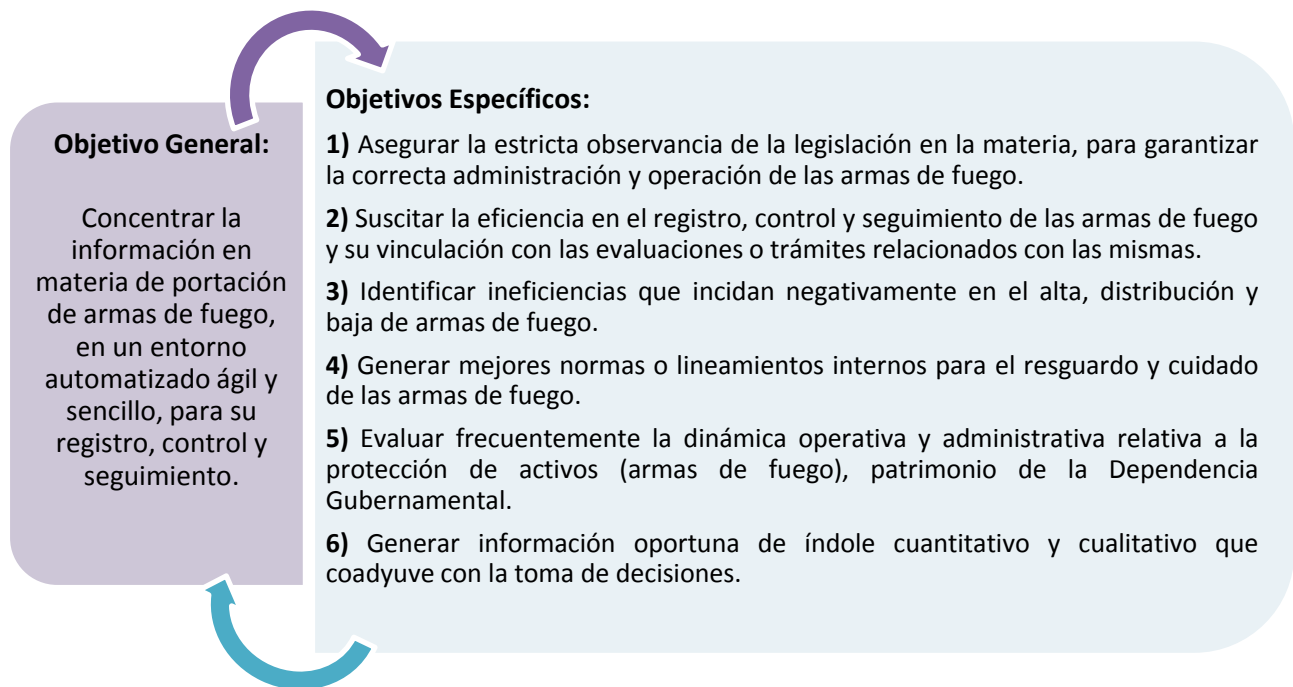 Objetivo General:
Concentrar la
información en
materia de portación
de armas de fuego,
en un entorno
automatizado ágil y
sencillo, para su
registro, control y
seguimiento.
Objetivos Específicos:
1) Asegurar la estricta observancia de la legislación en la materia, para garantizar
la correcta administración y operación de las armas de fuego.
2) Suscitar la eficiencia en el registro, control y seguimiento de las armas de fuego
y su vinculación con las evaluaciones o trámites relacionados con las mismas.
3) Identificar ineficiencias que incidan negativamente en el alta, distribución y
baja de armas de fuego.
4) Generar mejores normas o lineamientos internos para el resguardo y cuidado
de las armas de fuego.
5) Evaluar frecuentemente la dinámica operativa y administrativa relativa a la
protección de activos (armas de fuego), patrimonio de la Dependencia
Gubernamental.
6) Generar información oportuna de índole cuantitativo y cualitativo que
coadyuve con la toma de decisiones.